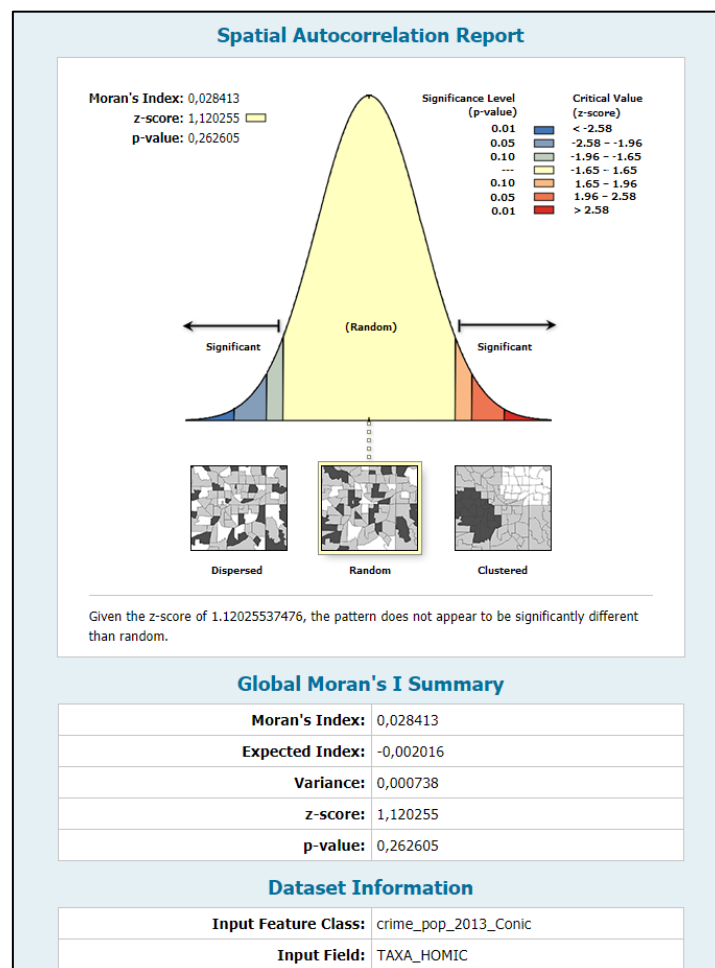 Spatial Autocorrelation Report
Moran's Index: 0,028413
z-score: 1,120255
p-value: 0,262605
Significance Level
(p-value)
Critical Value
(z-score)
0.01 < -2.58
0.05 -2.58 – -1.96
0.10 -1.96 – -1.65
--- -1.65 – 1.65
0.10 1.65 – 1.96
0.05 1.96 – 2.58
0.01 > 2.58
(Random)
Significant
Significant
Dispersed
Random
Clustered
Given the z-score of 1.12025537476, the pattern does not appear to be significantly different
than random.
Global Moran's I Summary
Moran's Index: 0,028413
Expected Index: -0,002016
Variance: 0,000738
z-score: 1,120255
p-value: 0,262605
Dataset Information
Input Feature Class: crime_pop_2013_Conic
Input Field: TAXA_HOMIC